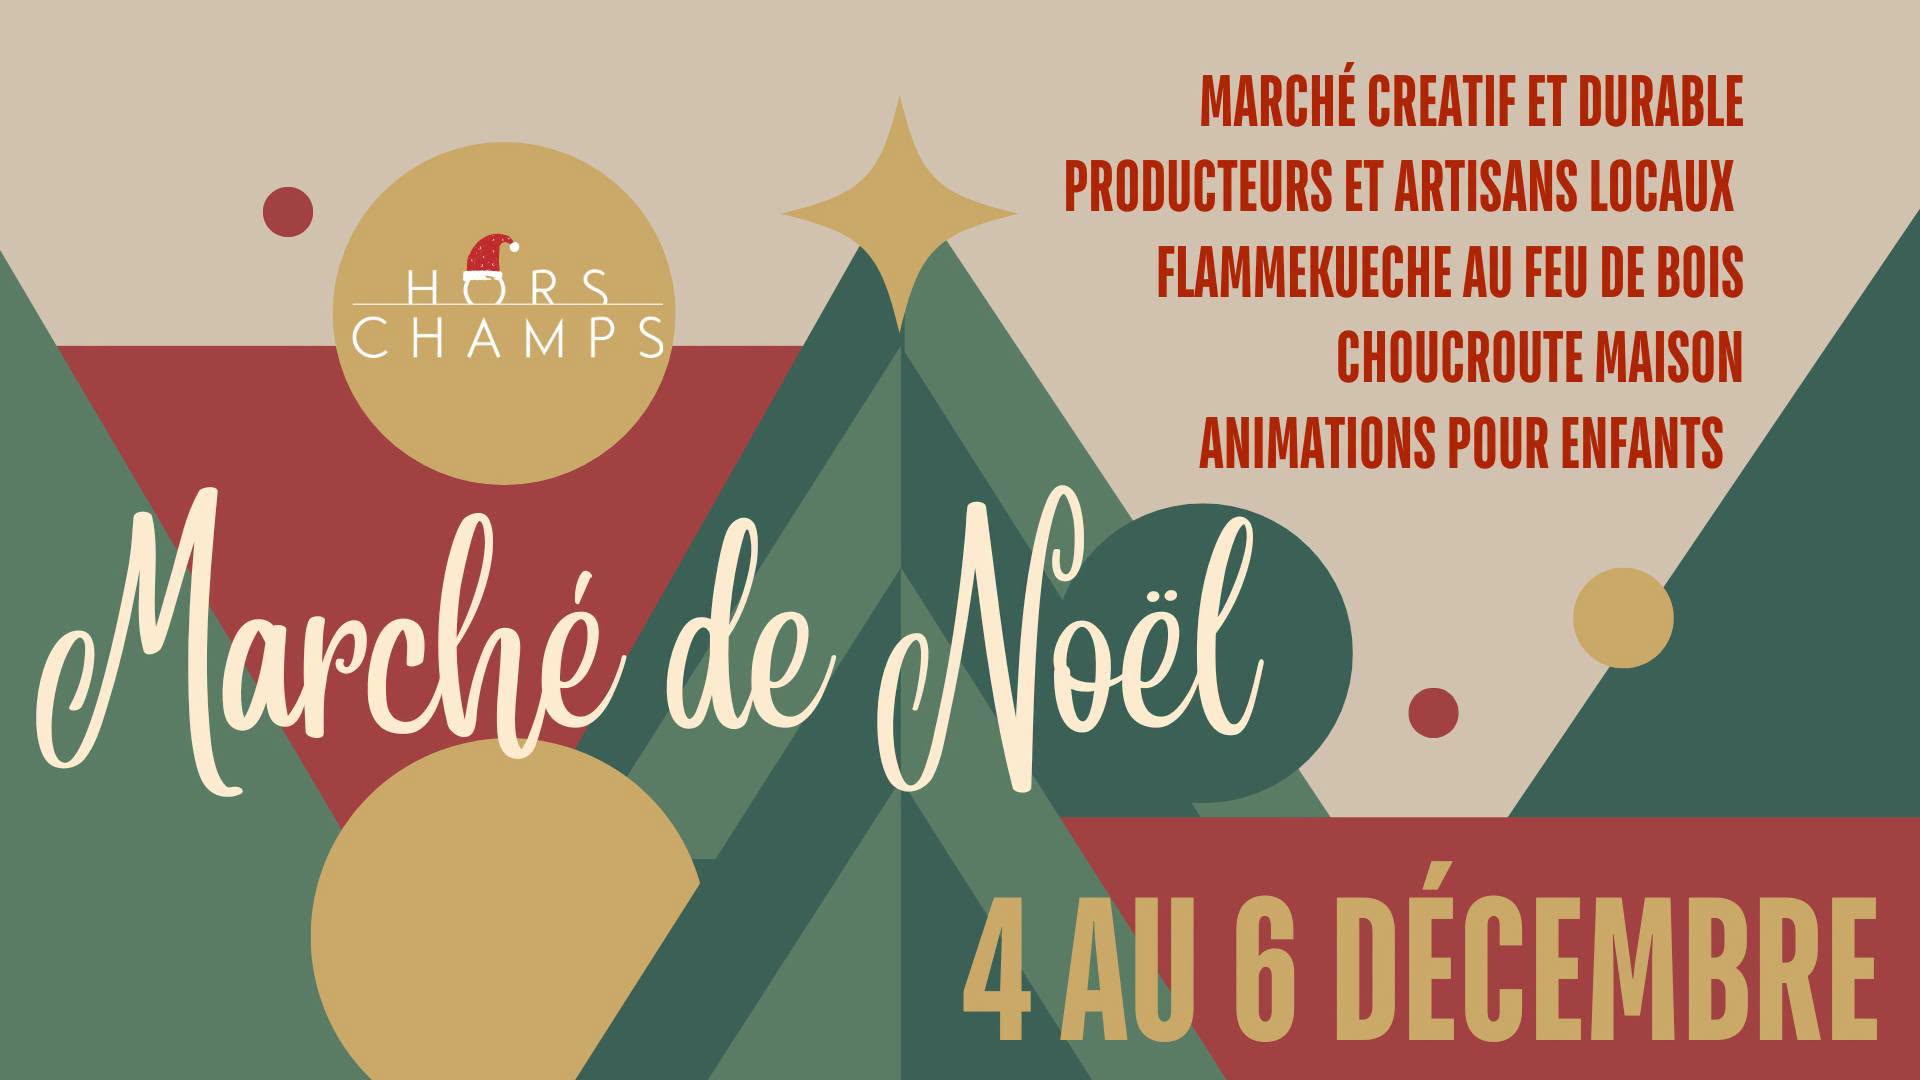 HORS
CHAMPS
MARCHÉ CREATIF ET DURABLE
PRODUCTEURS ET ARTISANS LOCAUX
FLAMMEKUECHE AU FEU DE BOIS
CHOUCROUTE MAISON
ANIMATIONS POUR ENFANTS
Marché de Noël
4 AU 6 DÉCEMBRE